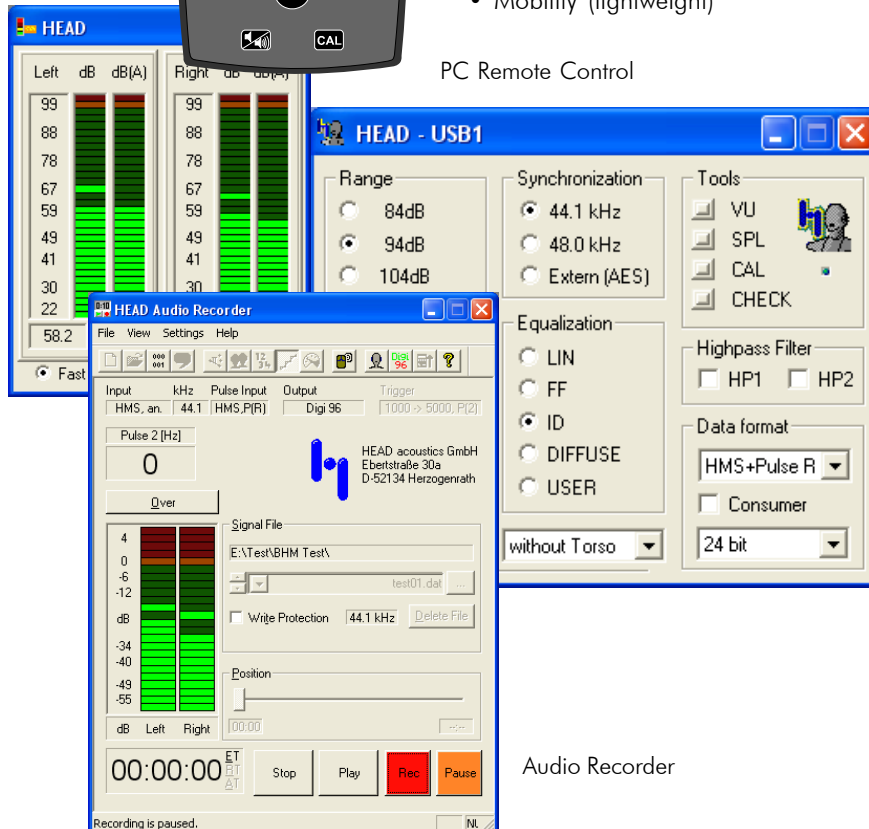 • Mobility (lightweight)
CAL
PC Remote Control
HEAD
Left dB dB(A) Right dB dB(A)
99 99
88 88
78 78
67 67
59 59
49 49
41 41
30 30
22
58.2
Fast
HEAD - USB1
Range
84dB
94dB
104dB
Synchronization
44.1 kHz
48.0 kHz
Extern (AES)
Equalization
LIN
FF
ID
DIFFUSE
USER
without Torso
Tools
VU
SPL
CAL
CHECK
Highpass Filter
HP1 HP2
Data format
HMS+Pulse R
Consumer
24 bit
HEAD Audio Recorder
File View Settings Help
Input kHz Pulse Input Output Trigger
HMS, an. 44.1 HMS,P(R) Digi 96 1000 -> 5000, P(2)
Pulse 2 [Hz]
0
HEAD acoustics GmbH
Ebertstraße 30a
D-52134 Herzogenrath
Over
4
0
-6
-12
dB
-34
-40
-49
-55
dB Left Right
Signal File
E:\Test\BHM Test\
test01.dat ...
Write Protection 44.1 kHz Delete File
Position
00:00 --:--
00:00:00 ET
RT
AT
Stop Play Rec Pause
Recording is paused.
Audio Recorder